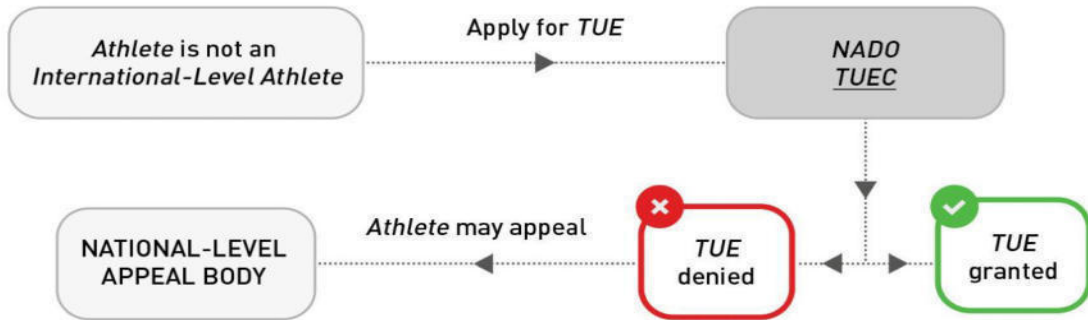 Athlete is not an
International-Level Athlete
Apply for TUE
NADO
TUEC
NATIONAL-LEVEL
APPEAL BODY
Athlete may appeal
TUE
denied
TUE
granted